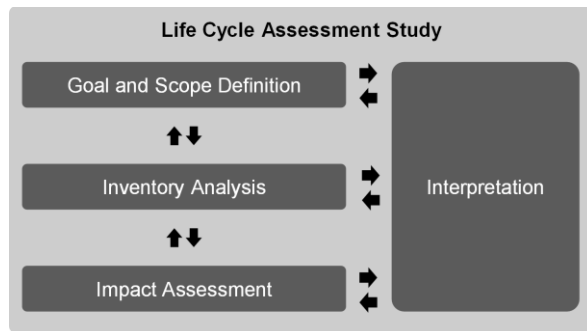 Life Cycle Assessment Study
Goal and Scope Definition
Inventory Analysis
Interpretation
Impact Assessment